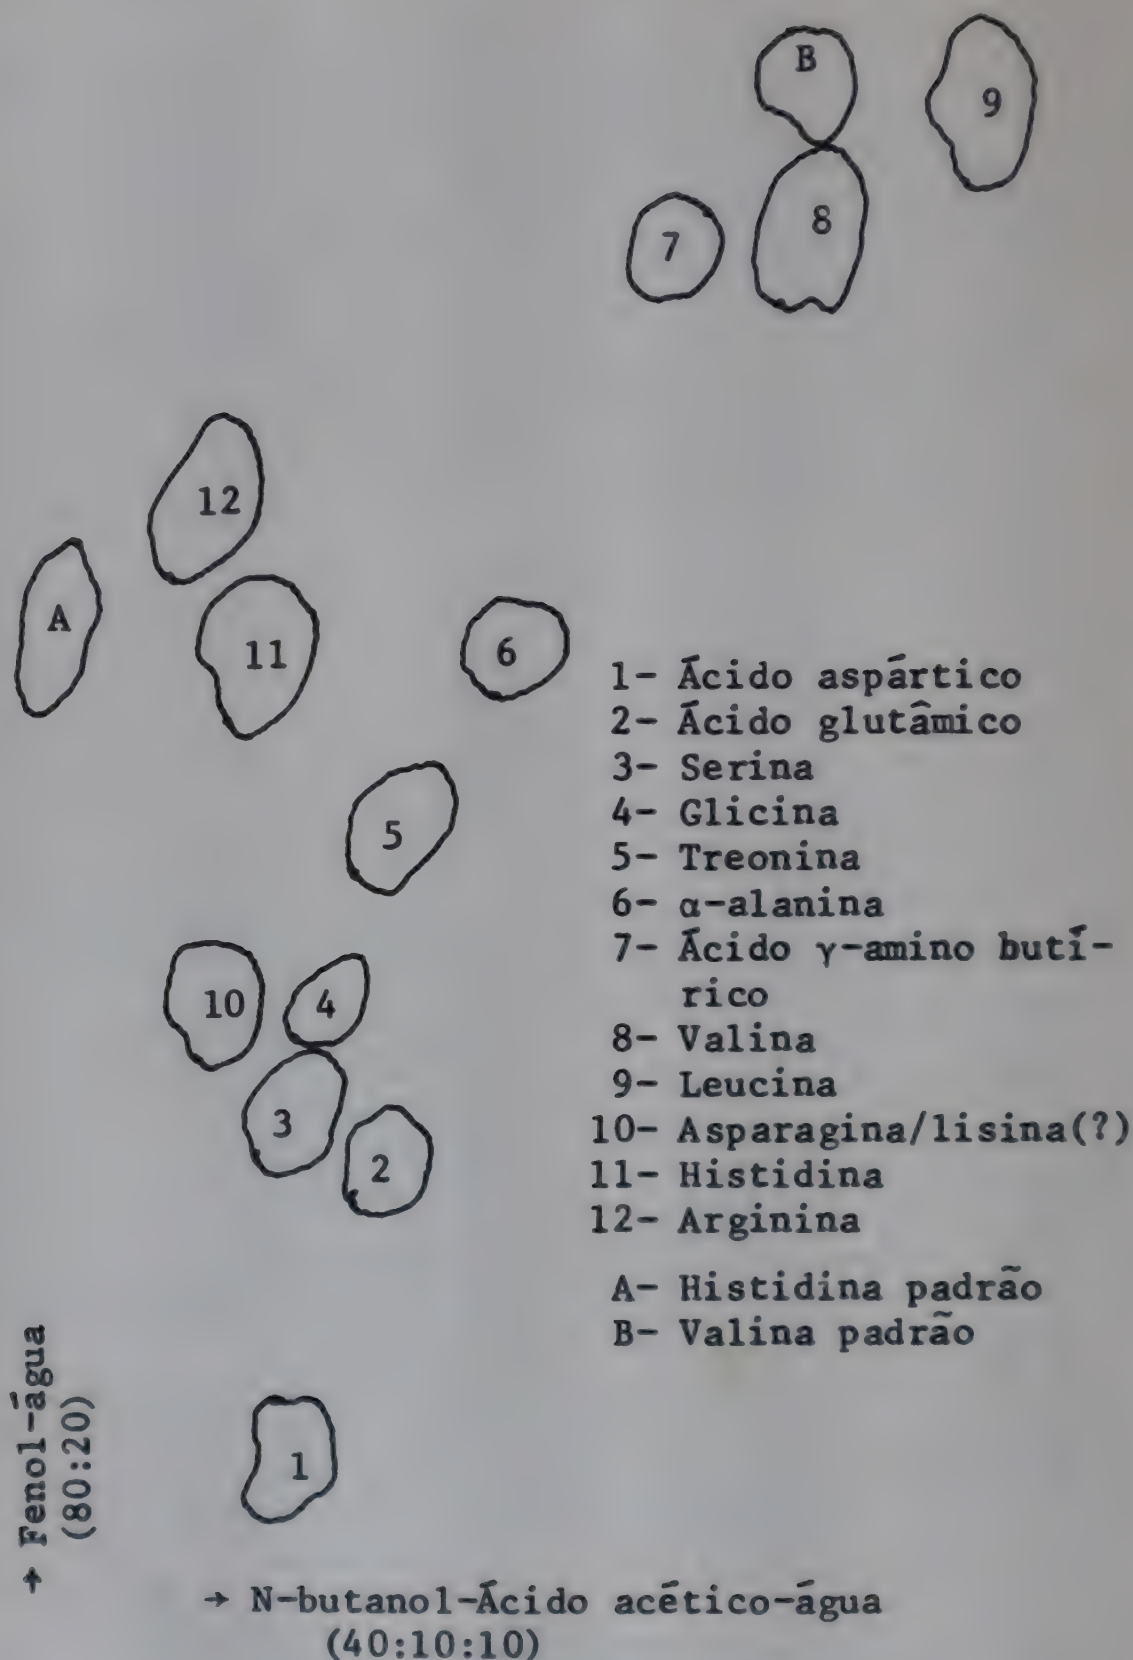 B
9
8
7
12
A
11
6
5
10
4
3
2
1
1- Ácido aspártico
2- Ácido glutâmico
3- Serina
4- Glicina
5- Treonina
6- α-alanina
7- Ácido γ-amino butí-
rico
8- Valina
9- Leucina
10- Asparagina/lisina(?)
11- Histidina
12- Arginina
A- Histidina padrão
B- Valina padrão
→ Fenol-água
(80:20)
→ N-butanol-Ácido acético-água
(40:10:10)